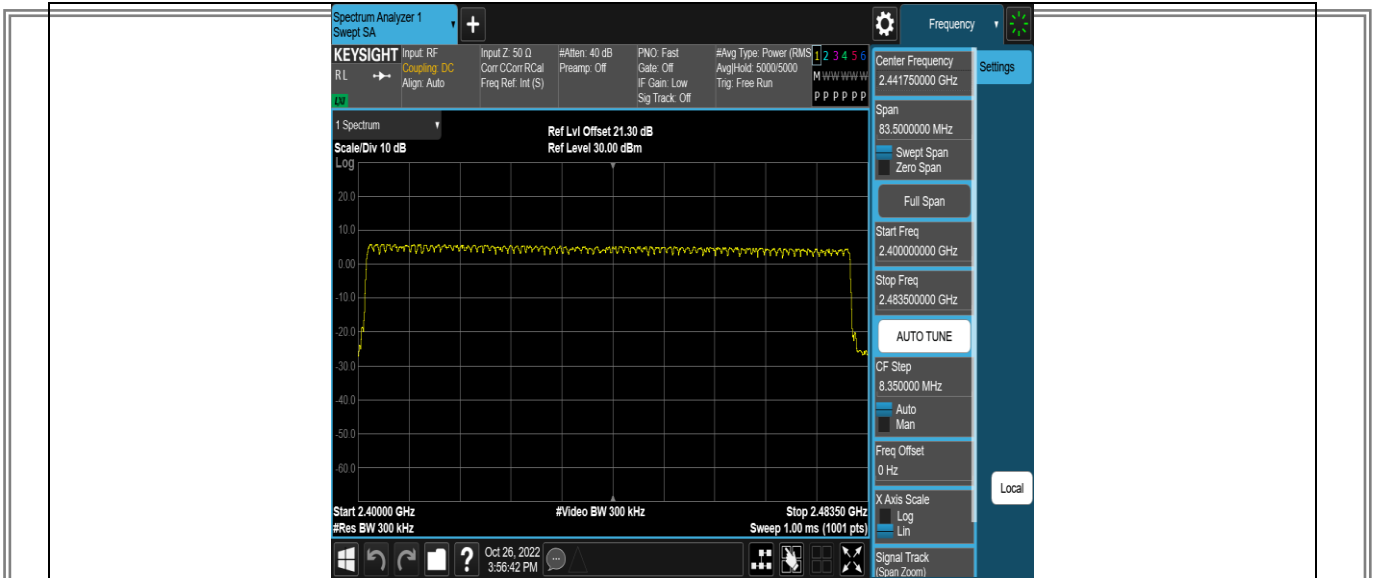 Spectrum Analyzer 1
Swept SA
+
Frequency
KEYSIGHT
RL
LXI
Input: RF
Coupling: DC
Align: Auto
Input Z: 50 Ω
Corr CCorr RCal
Freq Ref: Int (S)
#Atten: 40 dB
Preamp: Off
PNO: Fast
Gate: Off
IF Gain: Low
Sig Track: Off
#Avg Type: Power (RMS
Avg|Hold: 5000/5000
Trig: Free Run
1 2 3 4 5 6
M W W W W W
P P P P P P
1 Spectrum
Scale/Div 10 dB
Ref Lvl Offset 21.30 dB
Ref Level 30.00 dBm
Log
20.0
10.0
0.00
-10.0
-20.0
-30.0
-40.0
-50.0
-60.0
Start 2.40000 GHz
#Video BW 300 kHz
Stop 2.48350 GHz
#Res BW 300 kHz
Sweep 1.00 ms (1001 pts)
?
Oct 26, 2022
3:56:42 PM
Center Frequency
2.441750000 GHz
Settings
Span
83.5000000 MHz
Swept Span
Zero Span
Full Span
Start Freq
2.400000000 GHz
Stop Freq
2.483500000 GHz
AUTO TUNE
CF Step
8.350000 MHz
Auto
Man
Freq Offset
0 Hz
X Axis Scale
Log
Lin
Local
Signal Track
(Span Zoom)